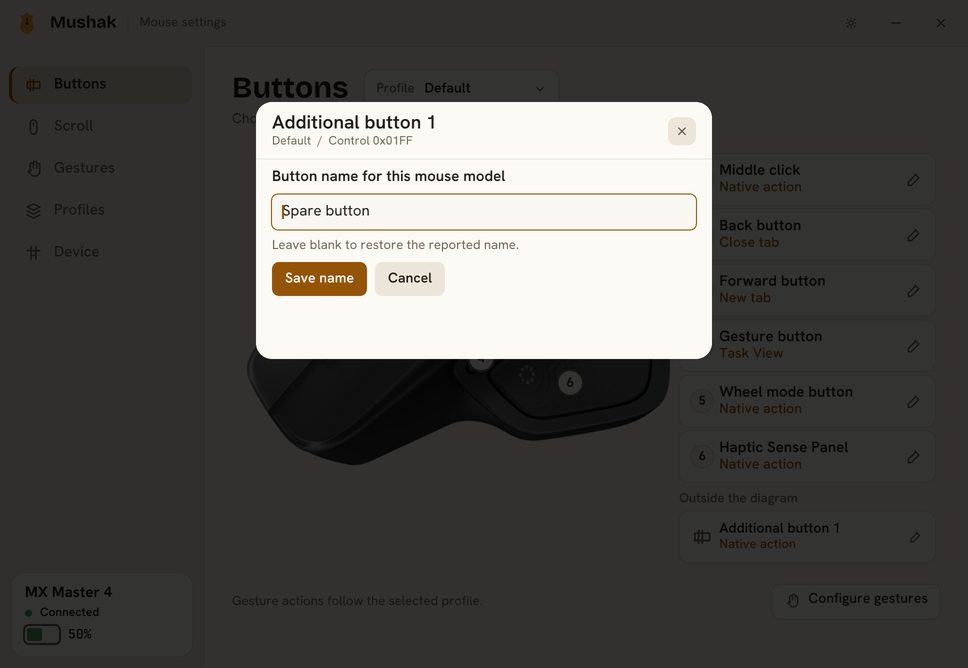 Mushak
Mouse settings
Buttons
Scroll
Gestures
Profiles
Device
MX Master 4
Connected
50%
Buttons
Profile Default
Additional button 1
Default / Control 0x01FF
Button name for this mouse model
Spare button
Leave blank to restore the reported name.
Save name
Cancel
4
6
Middle click
Native action
Back button
Close tab
Forward button
New tab
Gesture button
Task View
5
Wheel mode button
Native action
6
Haptic Sense Panel
Native action
Outside the diagram
Additional button 1
Native action
Gesture actions follow the selected profile.
Configure gestures